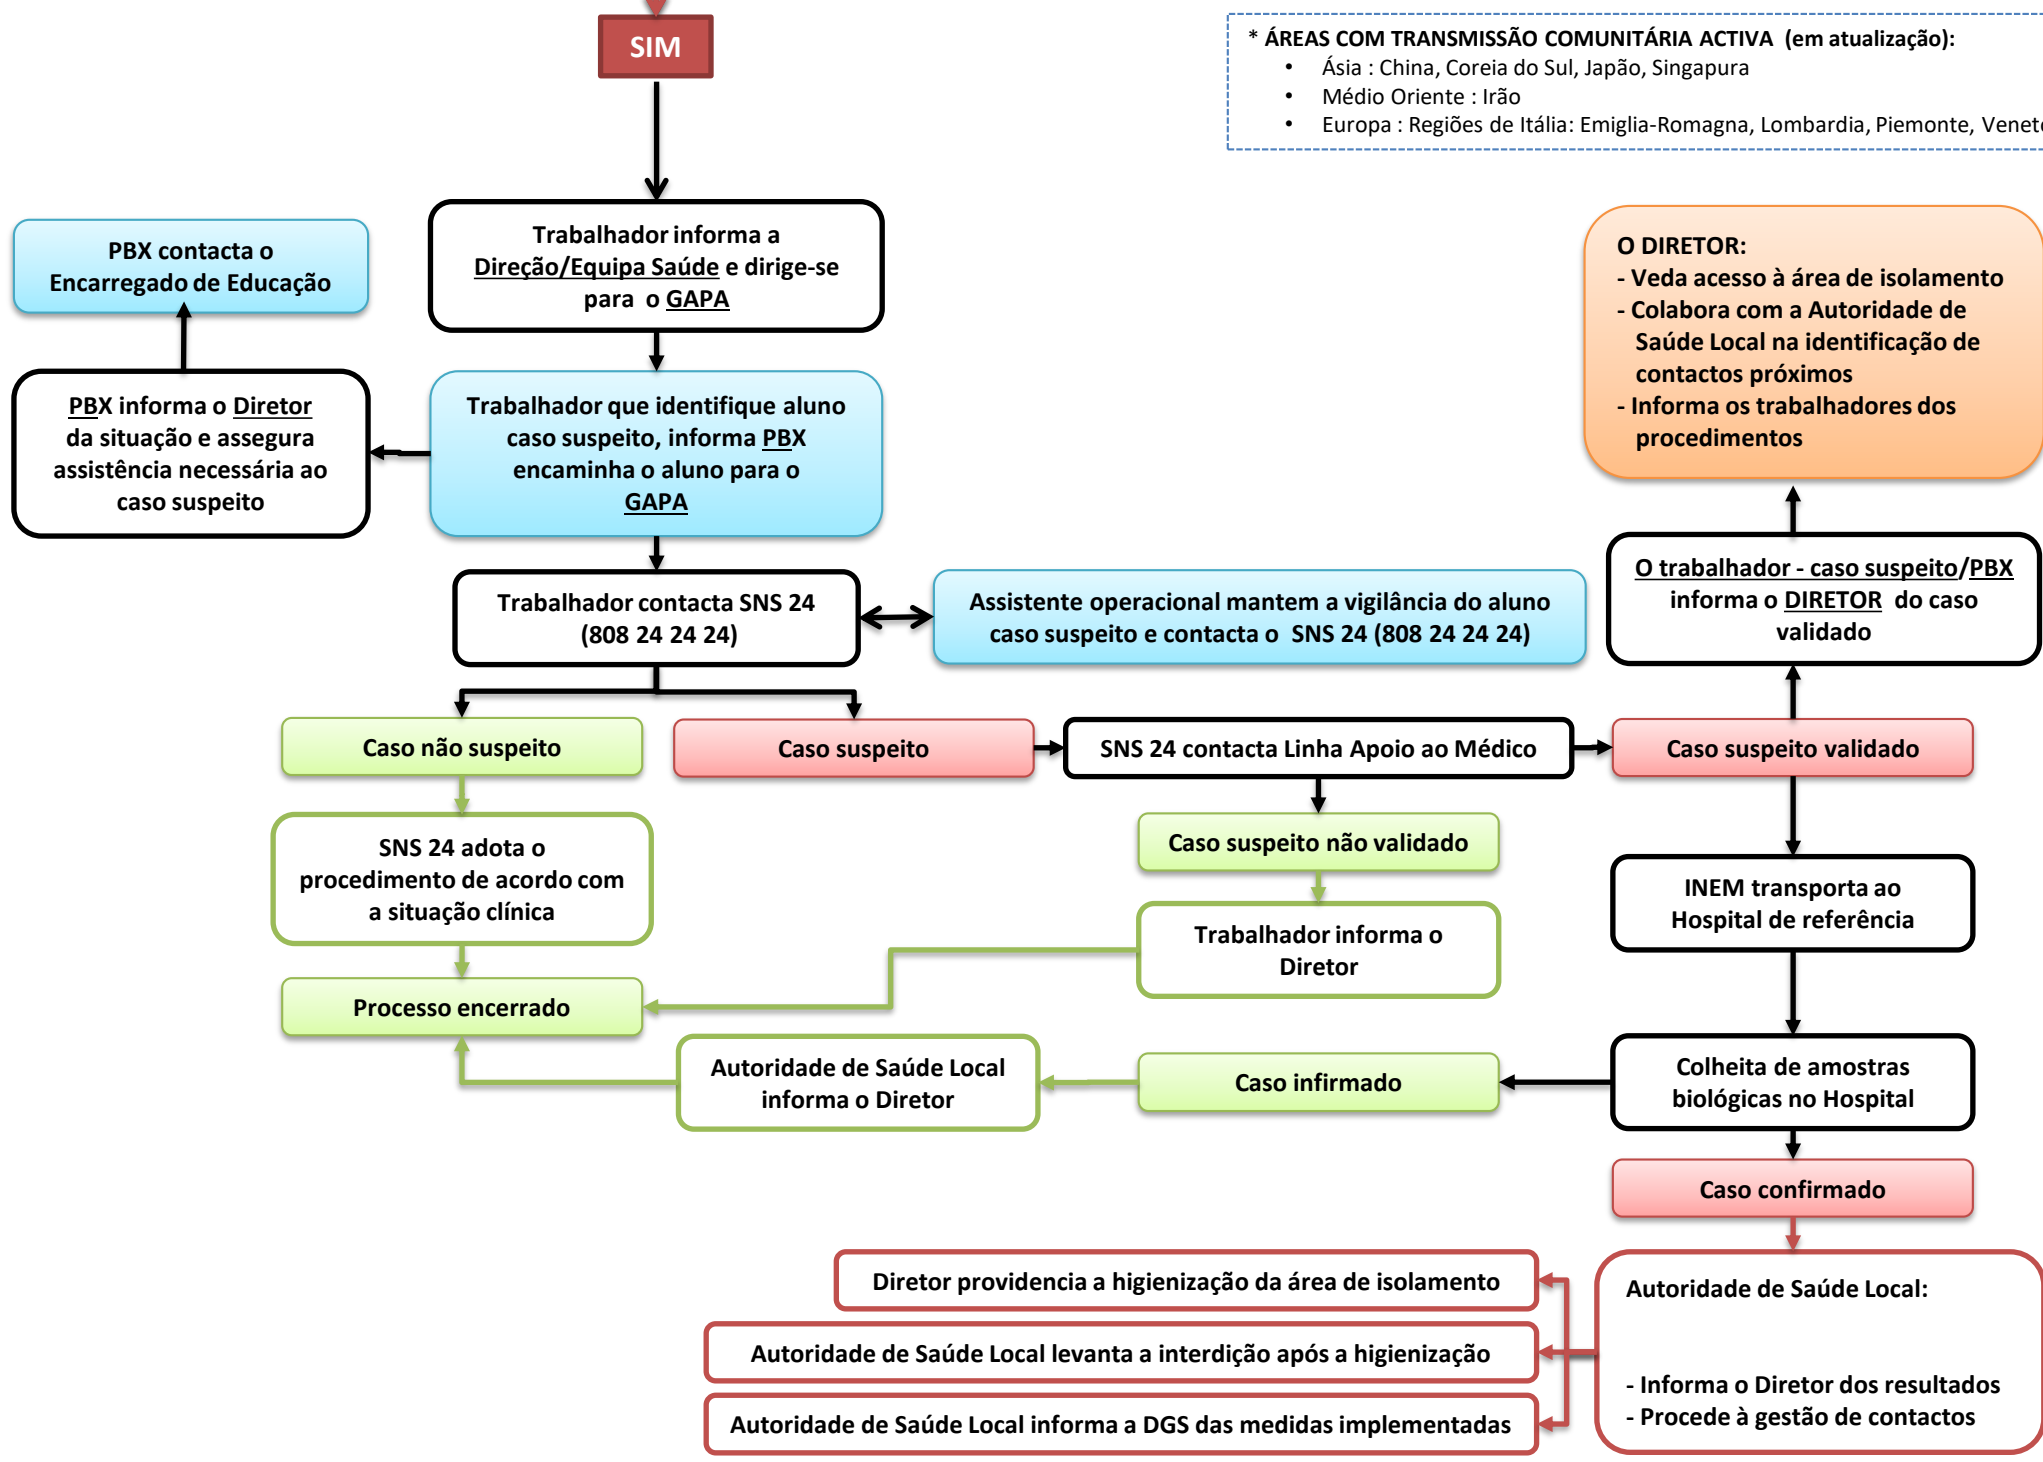 SIM
* ÁREAS COM TRANSMISSÃO COMUNITÁRIA ACTIVA (em atualização):
• Ásia : China, Coreia do Sul, Japão, Singapura
• Médio Oriente : Irão
• Europa : Regiões de Itália: Emiglia-Romagna, Lombardia, Piemonte, Veneto
PBX contacta o
Encarregado de Educação
Trabalhador informa a
Direção/Equipa Saúde e dirige-se
para o GAPA
O DIRETOR:
- Veda acesso à área de isolamento
- Colabora com a Autoridade de
Saúde Local na identificação de
contactos próximos
- Informa os trabalhadores dos
procedimentos
PBX informa o Diretor
da situação e assegura
assistência necessária ao
caso suspeito
Trabalhador que identifique aluno
caso suspeito, informa PBX
encaminha o aluno para o
GAPA
O trabalhador - caso suspeito/PBX
informa o DIRETOR do caso
validado
Trabalhador contacta SNS 24
(808 24 24 24)
Assistente operacional mantem a vigilância do aluno
caso suspeito e contacta o SNS 24 (808 24 24 24)
Caso não suspeito
Caso suspeito
SNS 24 contacta Linha Apoio ao Médico
Caso suspeito validado
SNS 24 adota o
procedimento de acordo com
a situação clínica
Caso suspeito não validado
INEM transporta ao
Hospital de referência
Trabalhador informa o
Diretor
Processo encerrado
Autoridade de Saúde Local
informa o Diretor
Caso infirmado
Colheita de amostras
biológicas no Hospital
Caso confirmado
Diretor providencia a higienização da área de isolamento
Autoridade de Saúde Local levanta a interdição após a higienização
Autoridade de Saúde Local informa a DGS das medidas implementadas
Autoridade de Saúde Local:
- Informa o Diretor dos resultados
- Procede à gestão de contactos